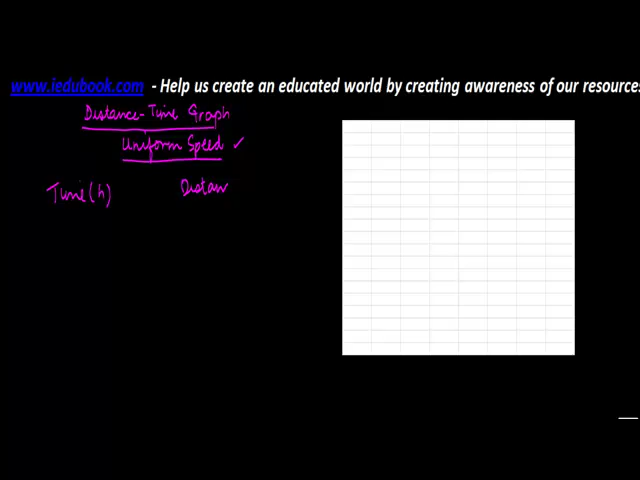 www.iedubook.com - Help us create an educated world by creating awareness of our resources
Distance-Time Graph
Uniform Speed ✓
Time(h) Distan